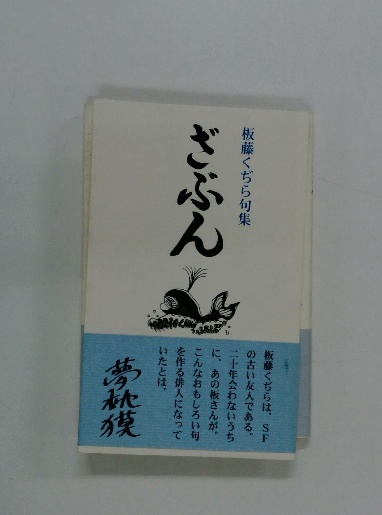 板藤くぢら句集
ざぶん
板藤くぢらは、SF
の古い友人である。
二十年会わないうち
に、あの板さんが、
こんなおもしろい句
を作る俳人になって
いたとは。
夢枕獏